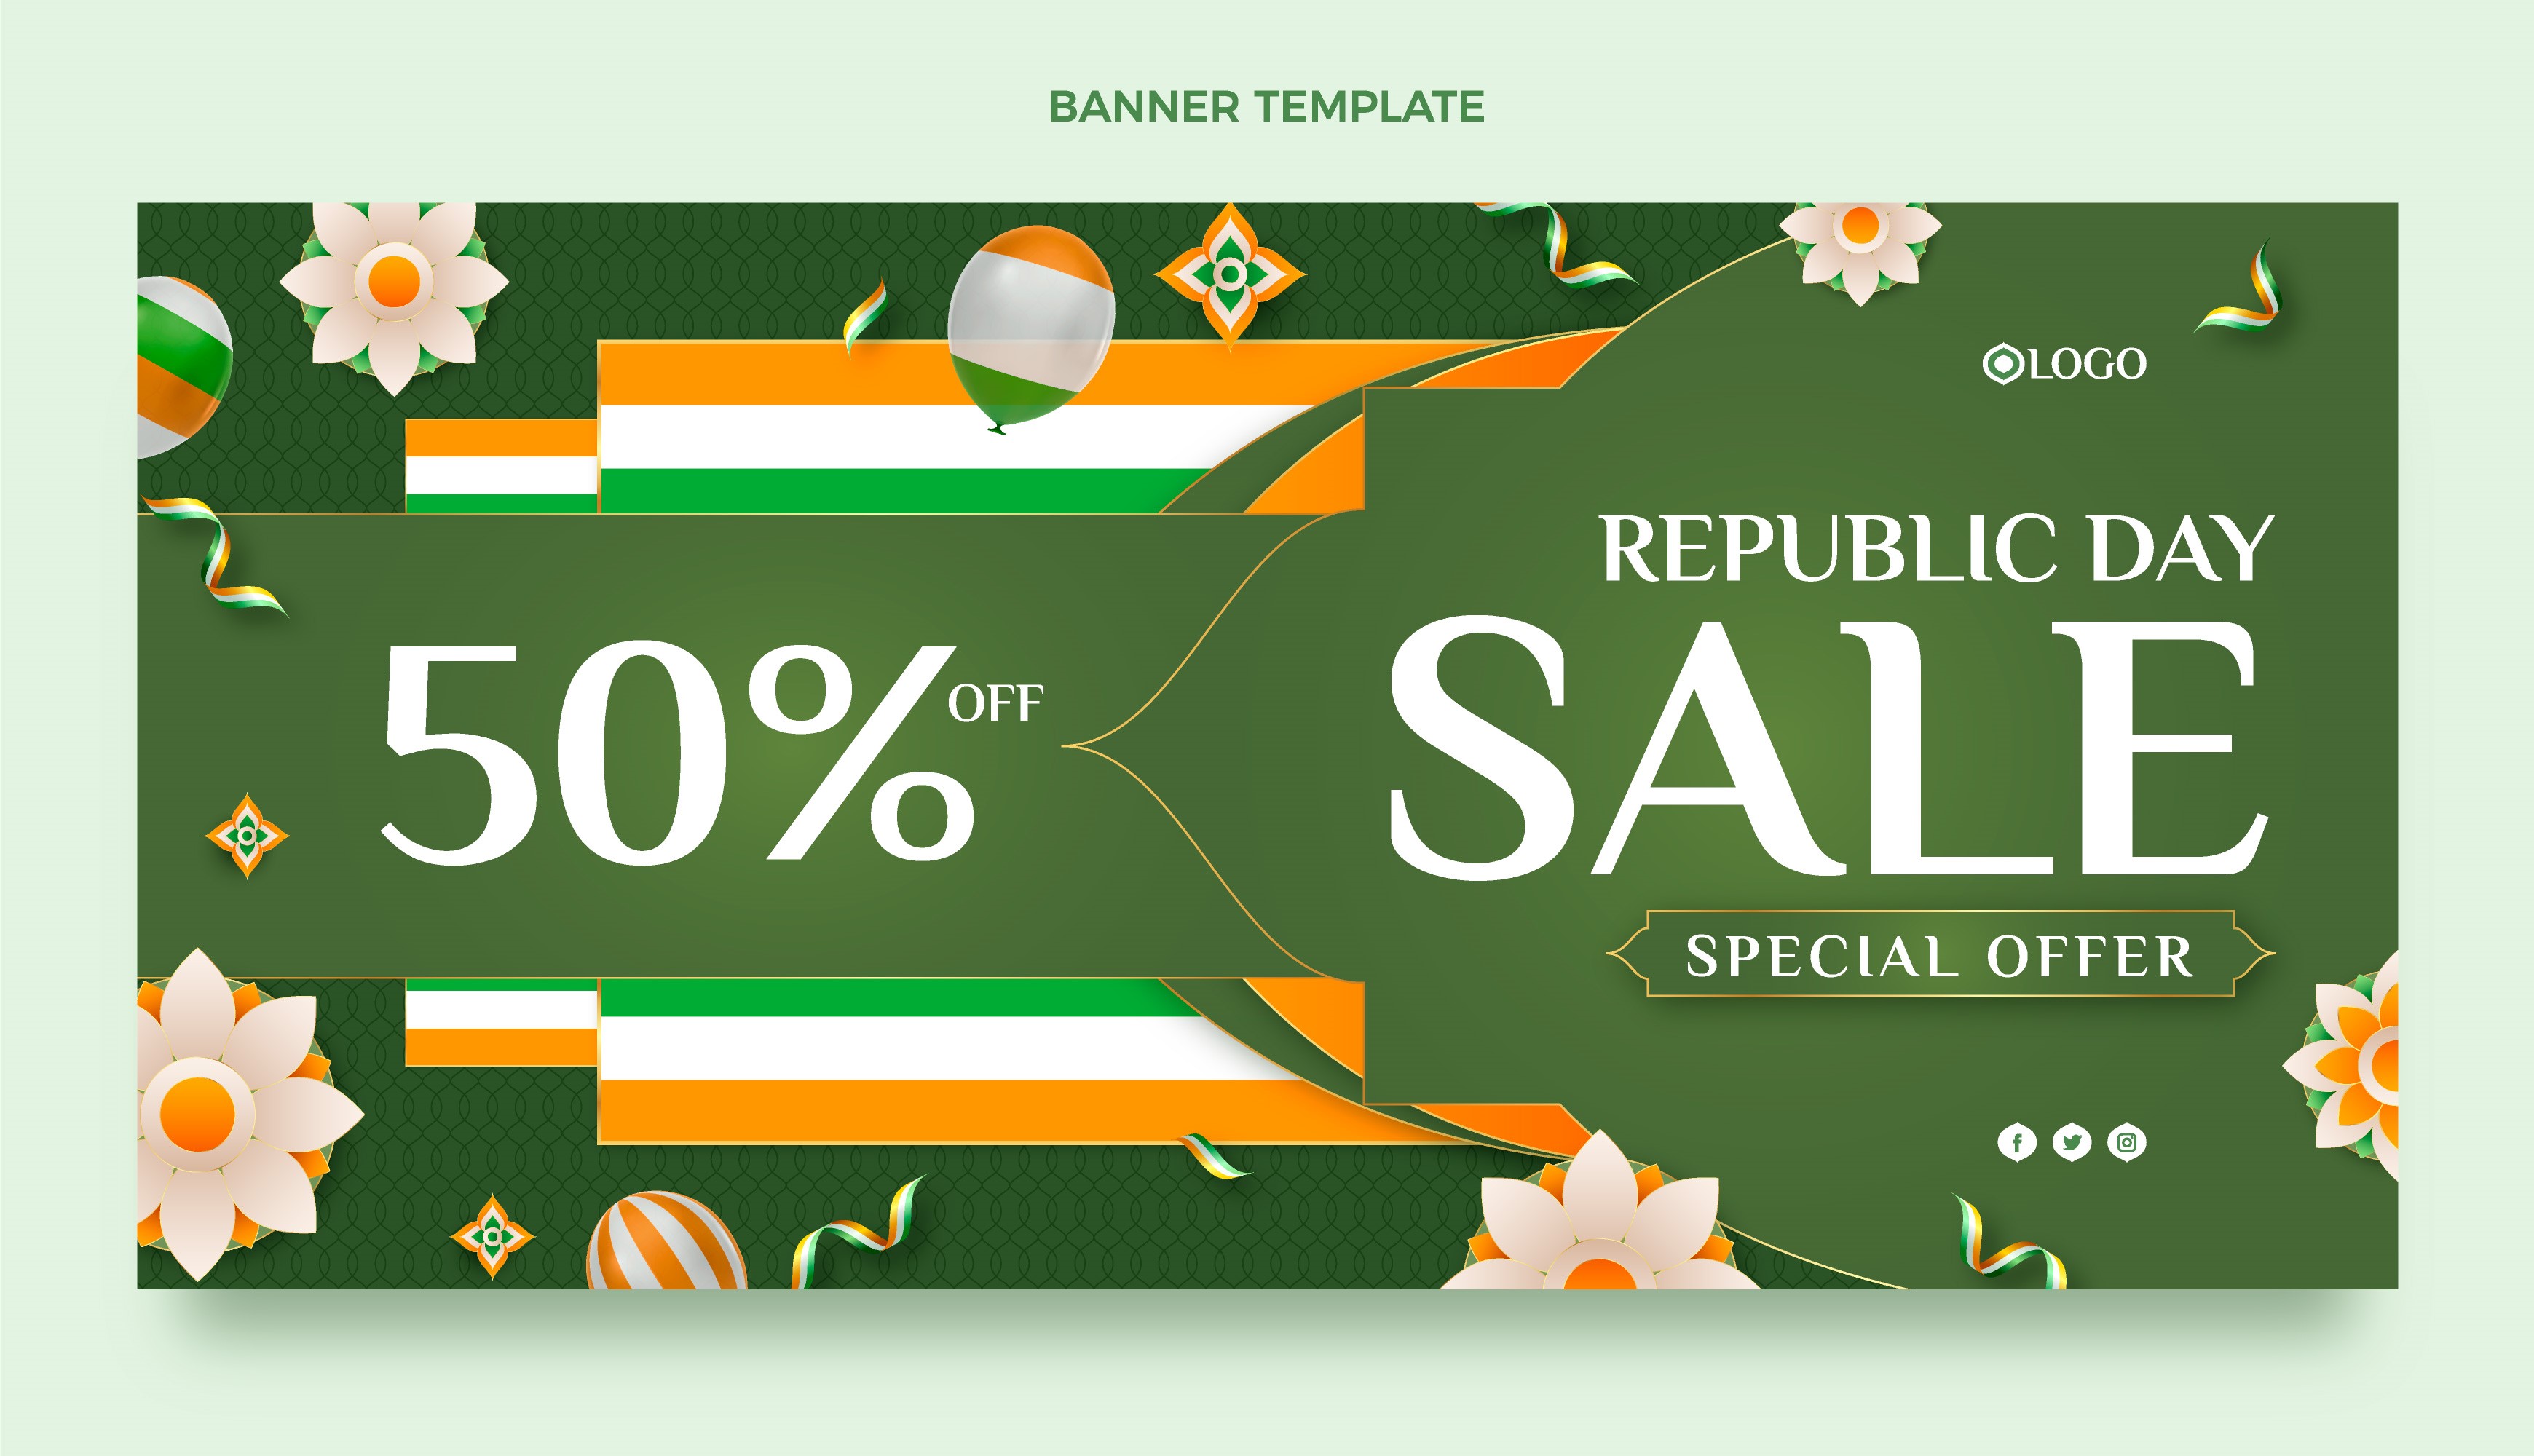 BANNER TEMPLATE
LOGO
REPUBLIC DAY
SALE
50% OFF
SPECIAL OFFER